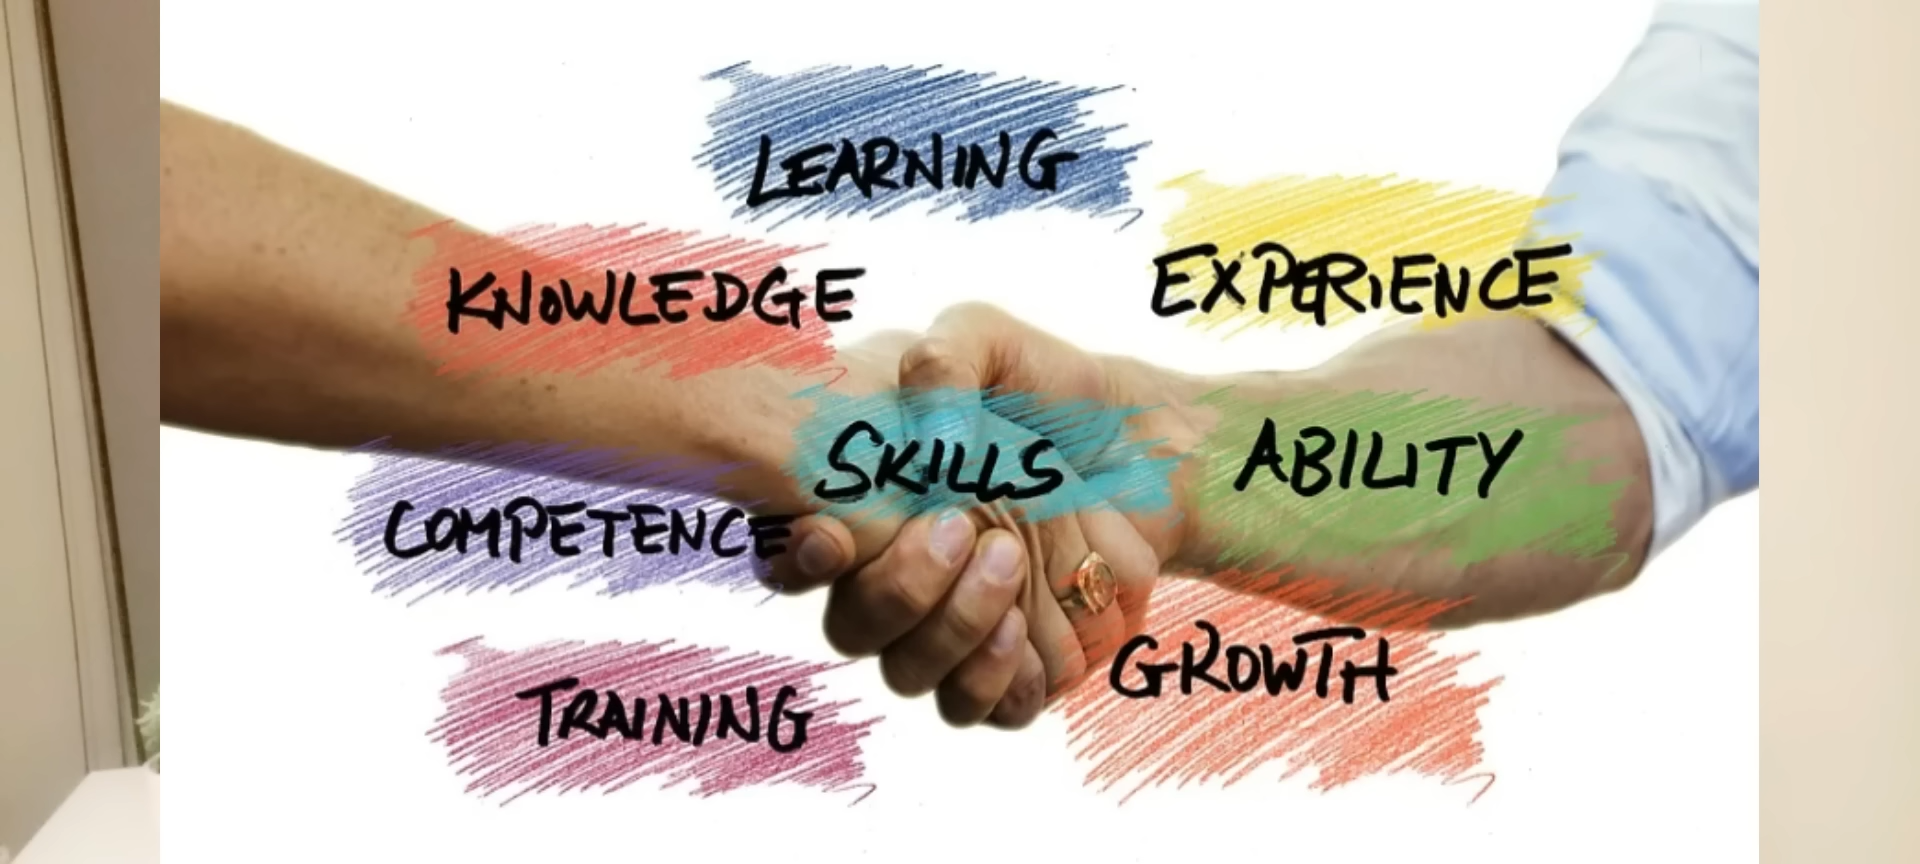 LEARNING
KNOWLEDGE
EXPERIENCE
SKILLS
ABILITY
COMPETENCE
GROWTH
TRAINING